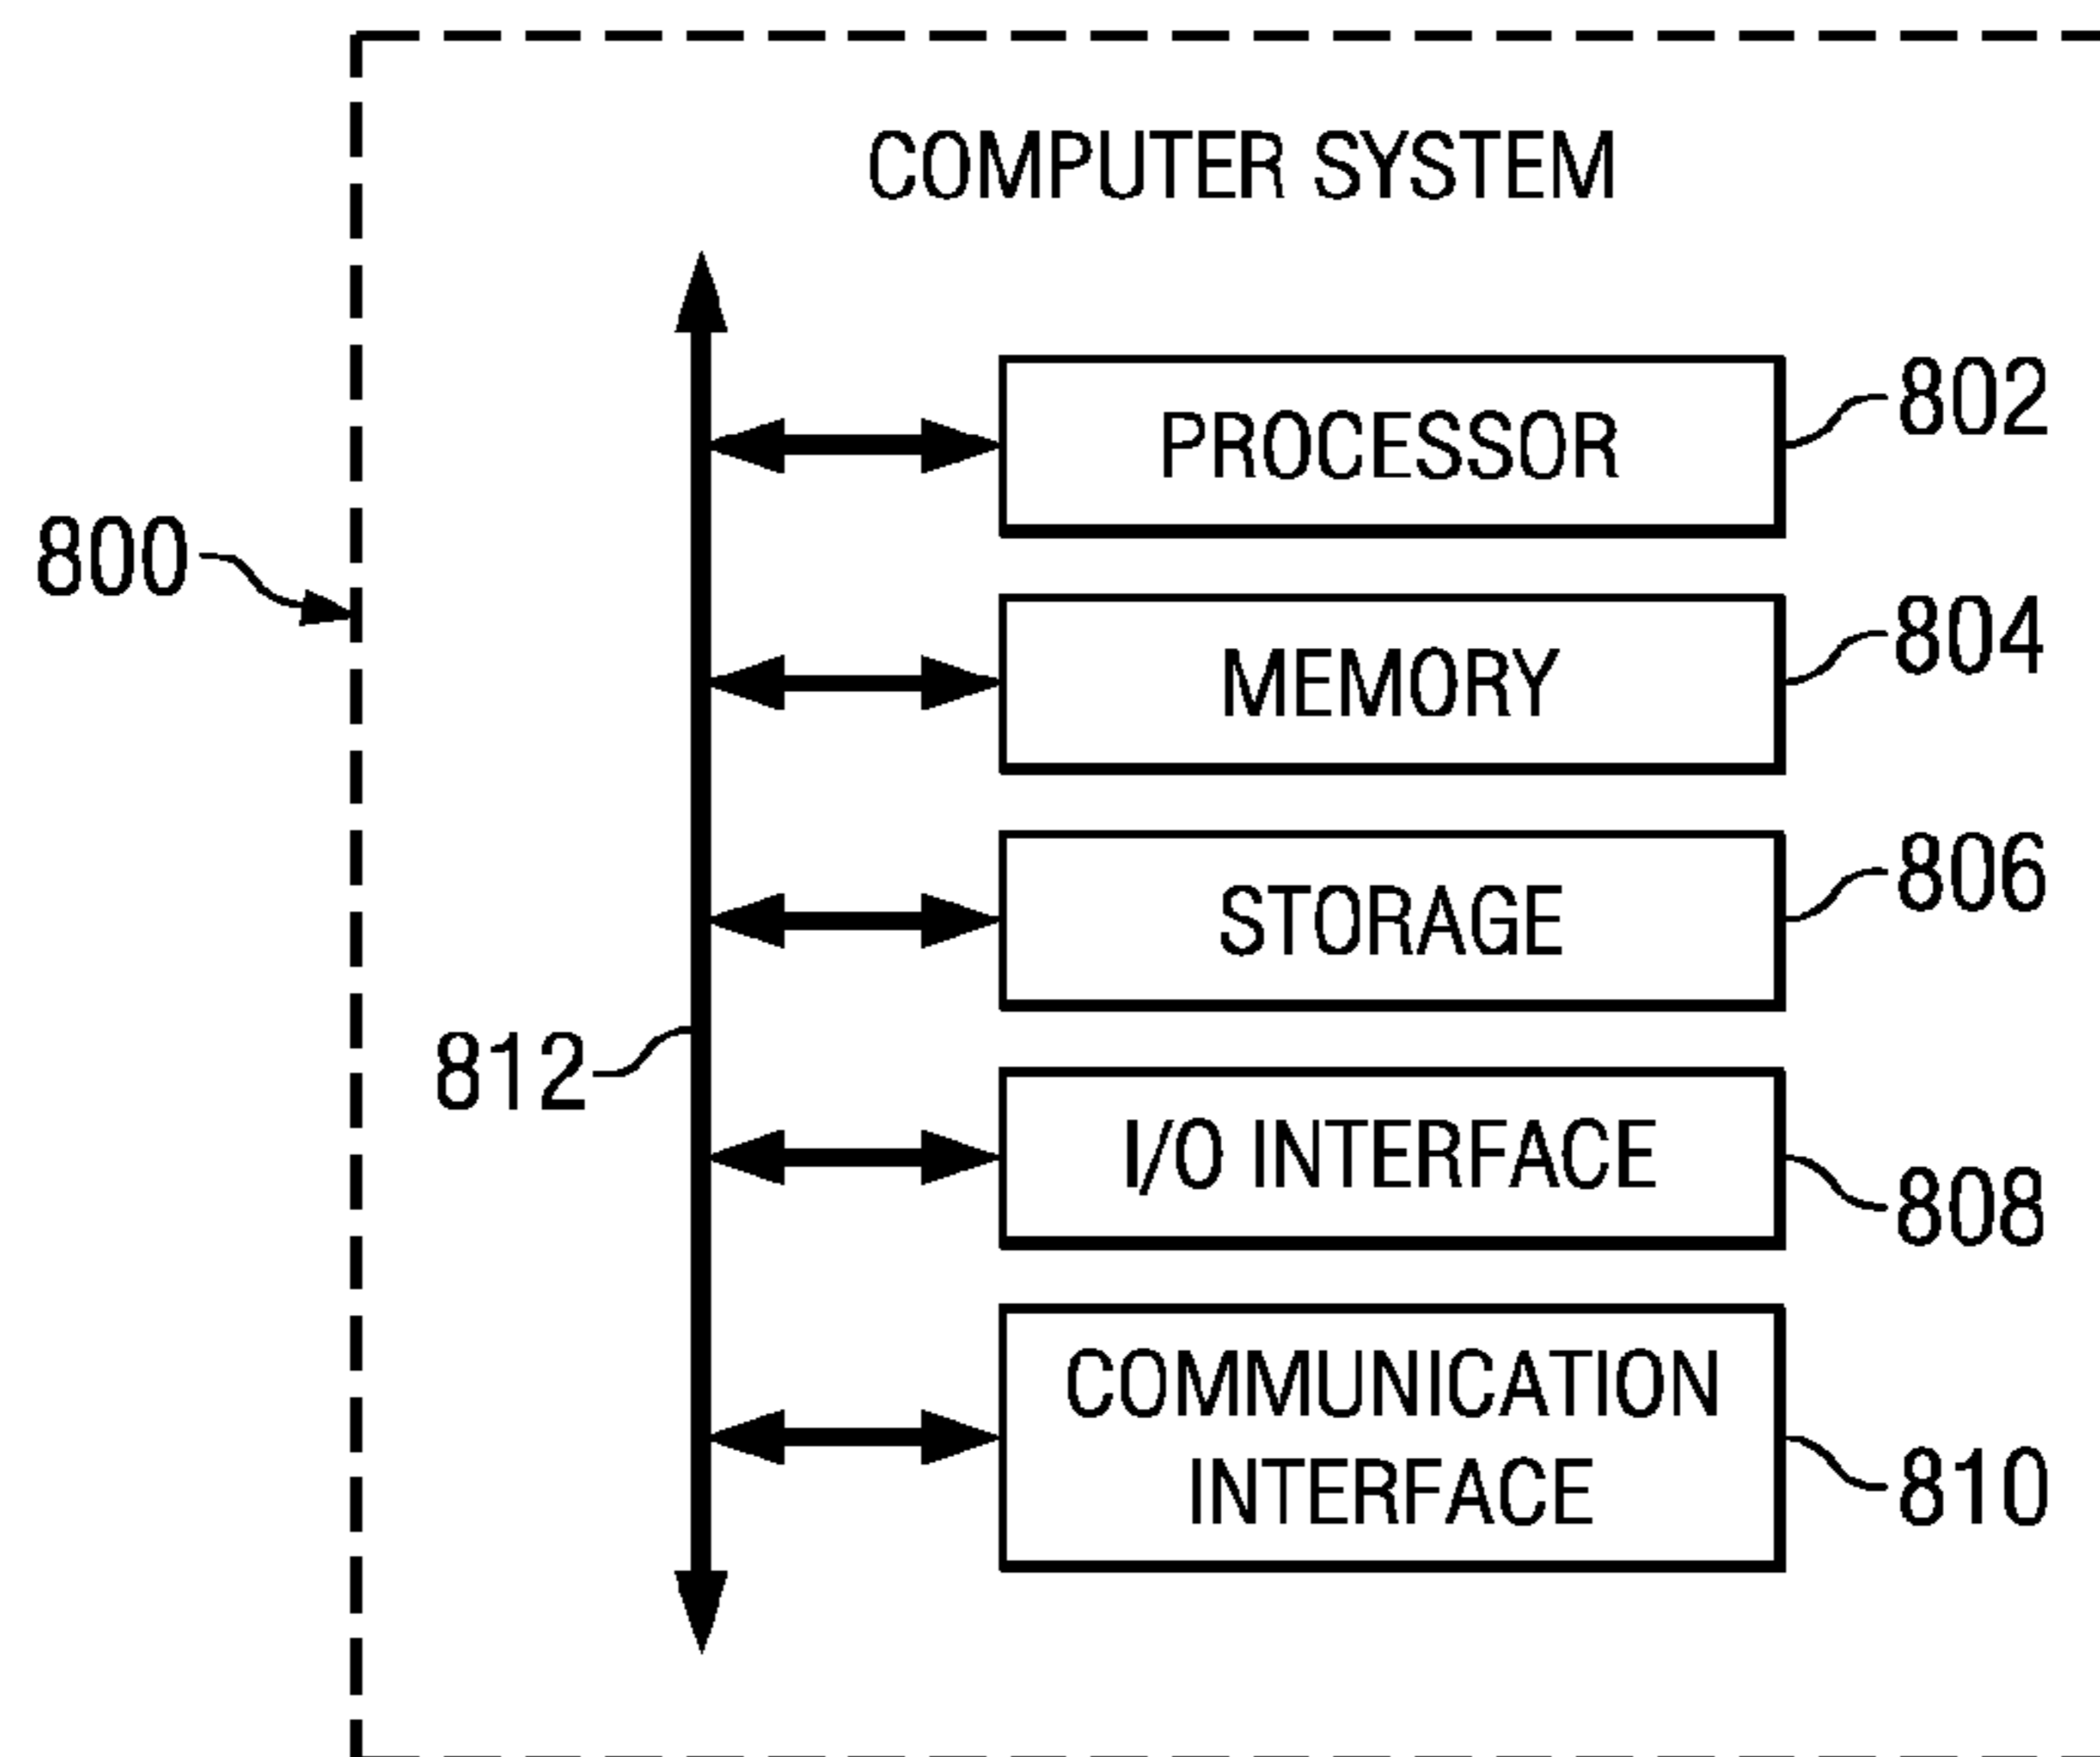 COMPUTER SYSTEM
PROCESSOR
802
800
MEMORY
804
STORAGE
806
812
I/O INTERFACE
808
COMMUNICATION
INTERFACE
810